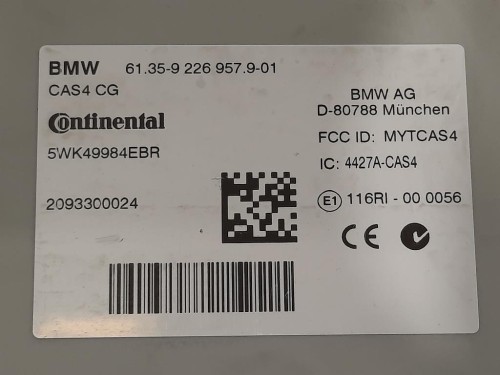 BMW 61.35-9 226 957.9-01
CAS4 CG
Continental
5WK49984EBR
2093300024
BMW AG
D-80788 München
FCC ID: MYTCAS4
IC: 4427A-CAS4
E1 116RI - 00 0056
CE